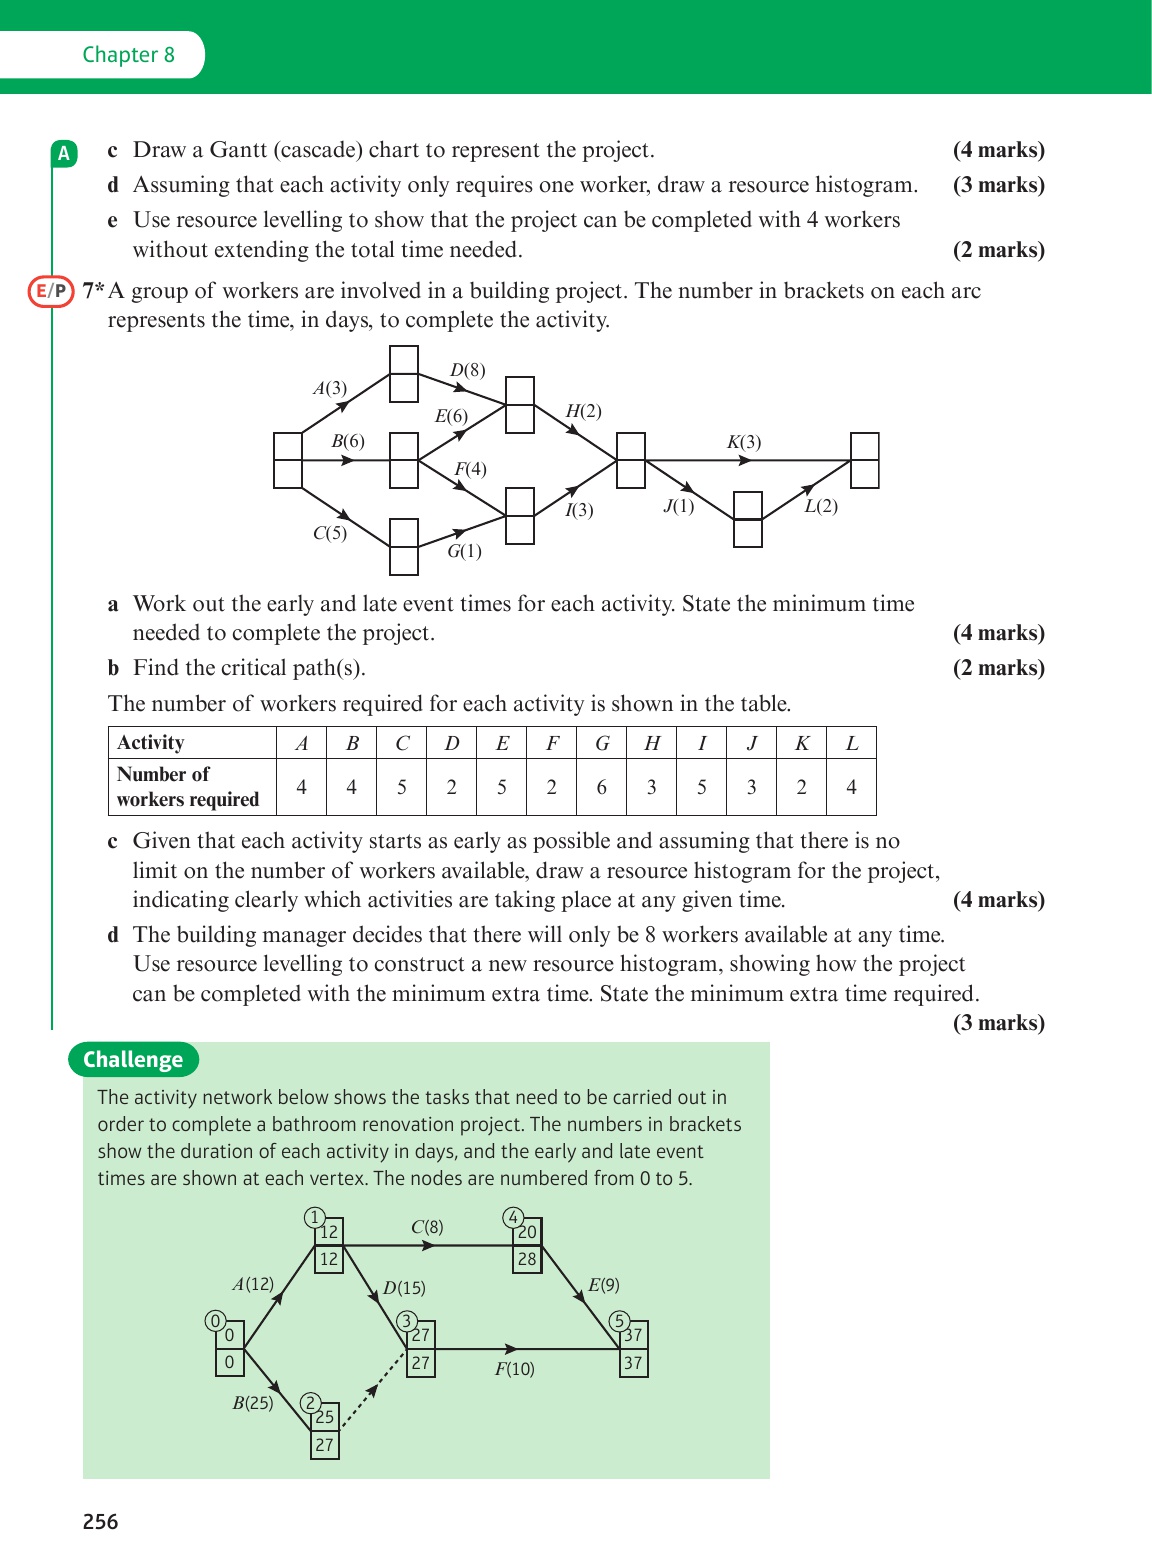 Chapter 8
A
c Draw a Gantt (cascade) chart to represent the project. (4 marks)
d Assuming that each activity only requires one worker, draw a resource histogram. (3 marks)
e Use resource levelling to show that the project can be completed with 4 workers
without extending the total time needed. (2 marks)
E/P 7* A group of workers are involved in a building project. The number in brackets on each arc
represents the time, in days, to complete the activity.
D(8)
A(3)
E(6)
H(2)
B(6)
K(3)
F(4)
I(3)
J(1)
L(2)
C(5)
G(1)
a Work out the early and late event times for each activity. State the minimum time
needed to complete the project. (4 marks)
b Find the critical path(s). (2 marks)
The number of workers required for each activity is shown in the table.
Activity A B C D E F G H I J K L
Number of
workers required 4 4 5 2 5 2 6 3 5 3 2 4
c Given that each activity starts as early as possible and assuming that there is no
limit on the number of workers available, draw a resource histogram for the project,
indicating clearly which activities are taking place at any given time. (4 marks)
d The building manager decides that there will only be 8 workers available at any time.
Use resource levelling to construct a new resource histogram, showing how the project
can be completed with the minimum extra time. State the minimum extra time required.
(3 marks)
Challenge
The activity network below shows the tasks that need to be carried out in
order to complete a bathroom renovation project. The numbers in brackets
show the duration of each activity in days, and the early and late event
times are shown at each vertex. The nodes are numbered from 0 to 5.
1 4
12 C(8) 20
12 28
A(12) D(15) E(9)
0 3 5
0 27 37
0 27 F(10) 37
B(25) 2
25
27
256